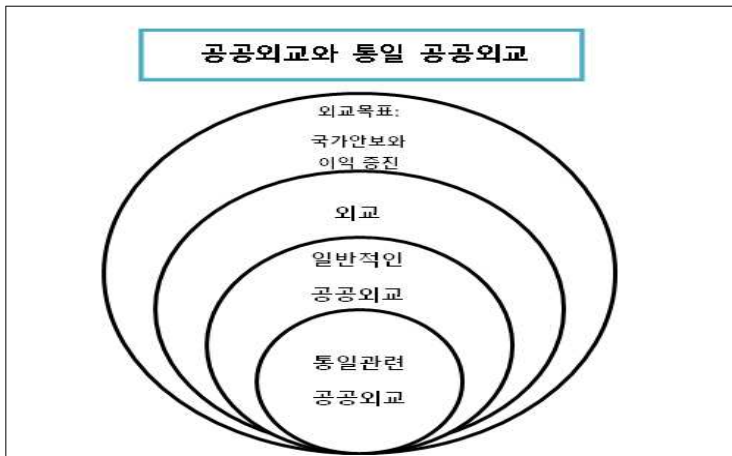 공공외교와 통일 공공외교
외교목표:
국가안보와
이익 증진
외교
일반적인
공공외교
통일관련
공공외교